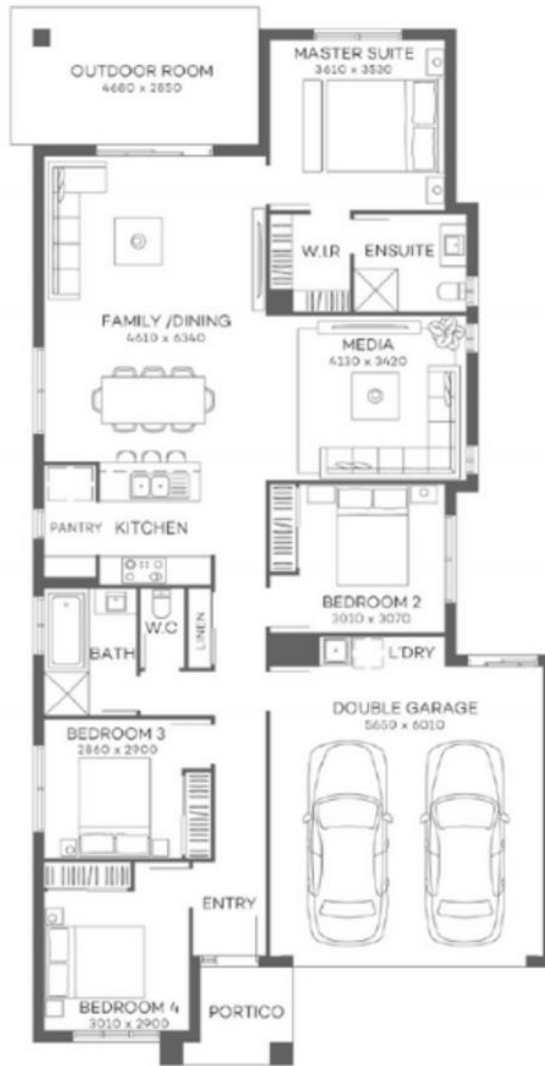 MASTER SUITE
3610 x 3530
OUTDOOR ROOM
4680 x 2850
W.I.R
ENSUITE
FAMILY /DINING
4610 x 6340
MEDIA
4130 x 3420
PANTRY
KITCHEN
BEDROOM 2
3010 x 3070
BATH
W.C
LINEN
L'DRY
DOUBLE GARAGE
5650 x 6010
BEDROOM 3
2860 x 2900
ENTRY
BEDROOM 4
3010 x 2900
PORTICO